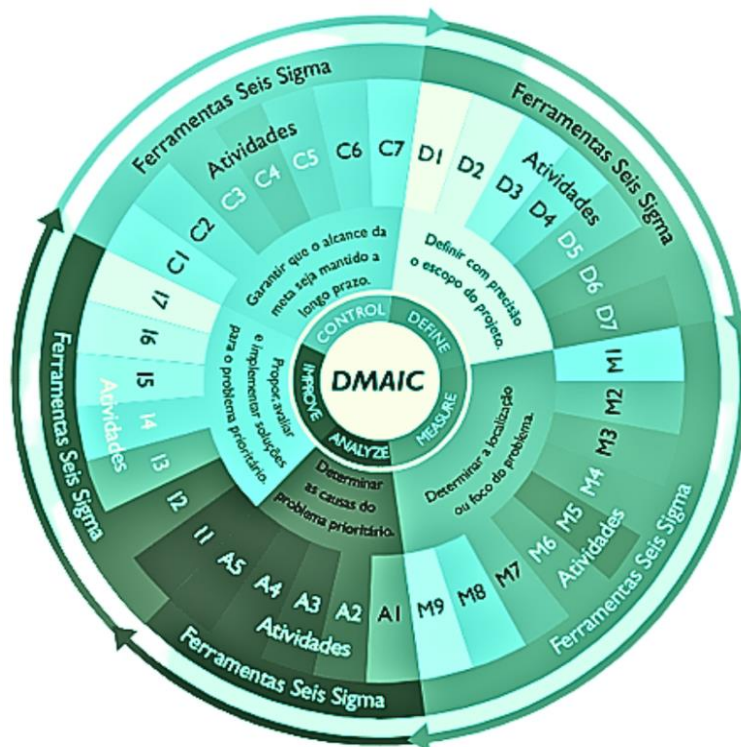 DMAIC
DEFINE
MEASURE
ANALYZE
IMPROVE
CONTROL
Ferramentas Seis Sigma
Atividades
D1
D2
D3
D4
D5
D6
D7
Definir com precisão
o escopo do projeto.
Ferramentas Seis Sigma
Atividades
M1
M2
M3
M4
M5
M6
M7
M8
M9
Determinar a localização
ou foco do problema.
Ferramentas Seis Sigma
Atividades
A1
A2
A3
A4
A5
Determinar
as causas do
problema prioritário.
Ferramentas Seis Sigma
Atividades
I1
I2
I3
I4
I5
I6
I7
Propor, avaliar
e implementar soluções
para o problema prioritário.
Ferramentas Seis Sigma
Atividades
C1
C2
C3
C4
C5
C6
C7
Garantir que o alcance da
meta seja mantido a
longo prazo.